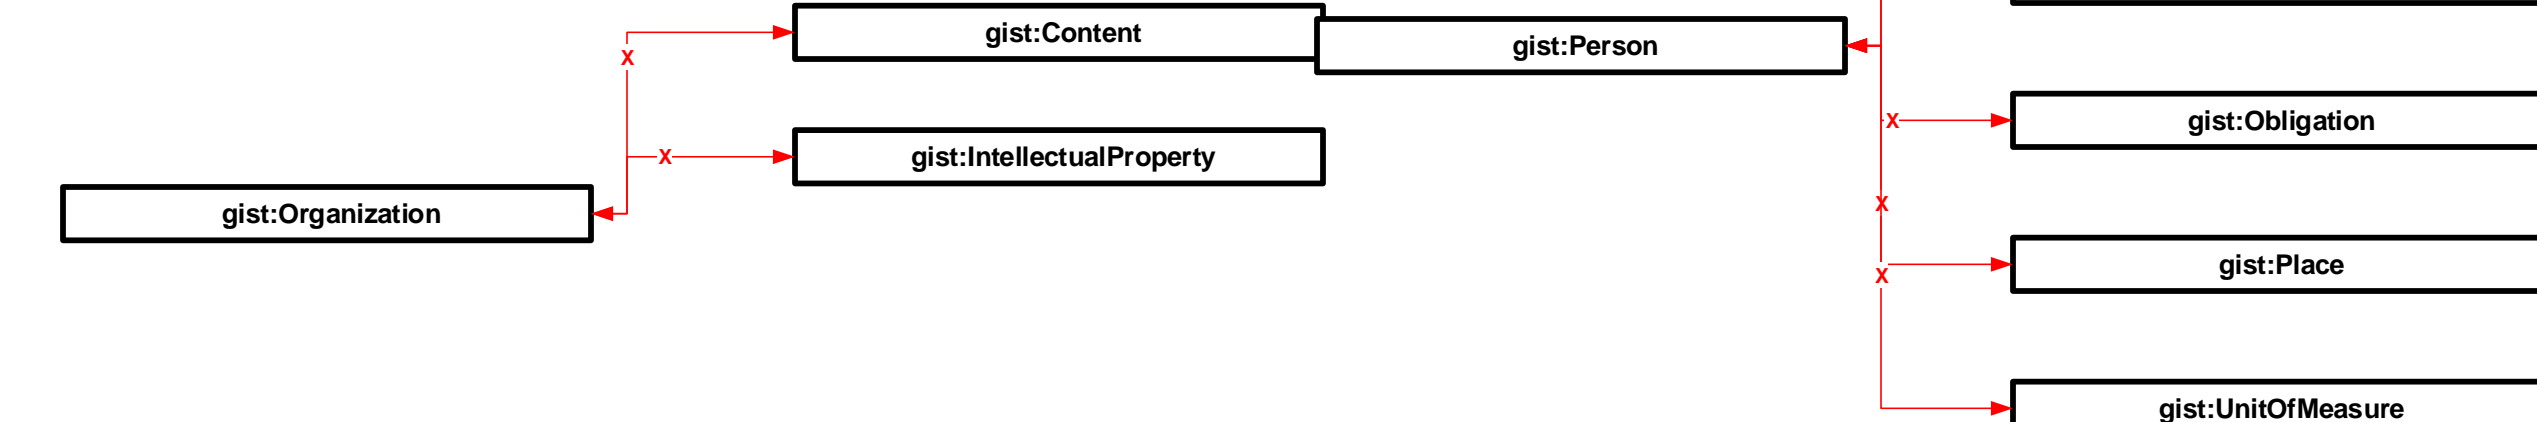 gist:Content
gist:Person
X
X
gist:Obligation
gist:IntellectualProperty
X
X
gist:Organization
gist:Place
X
gist:UnitOfMeasure